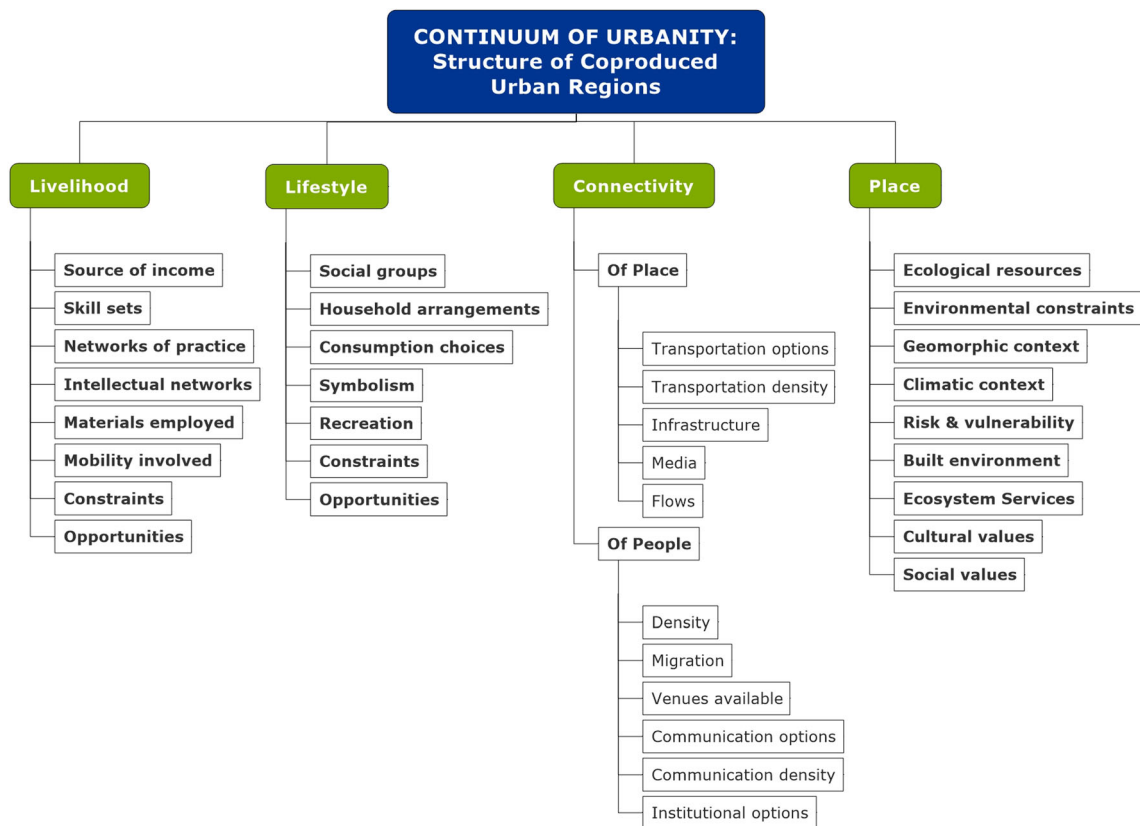 CONTINUUM OF URBANITY:
Structure of Coproduced
Urban Regions
Livelihood
Source of income
Skill sets
Networks of practice
Intellectual networks
Materials employed
Mobility involved
Constraints
Opportunities
Lifestyle
Social groups
Household arrangements
Consumption choices
Symbolism
Recreation
Constraints
Opportunities
Connectivity
Of Place
Transportation options
Transportation density
Infrastructure
Media
Flows
Of People
Density
Migration
Venues available
Communication options
Communication density
Institutional options
Place
Ecological resources
Environmental constraints
Geomorphic context
Climatic context
Risk & vulnerability
Built environment
Ecosystem Services
Cultural values
Social values